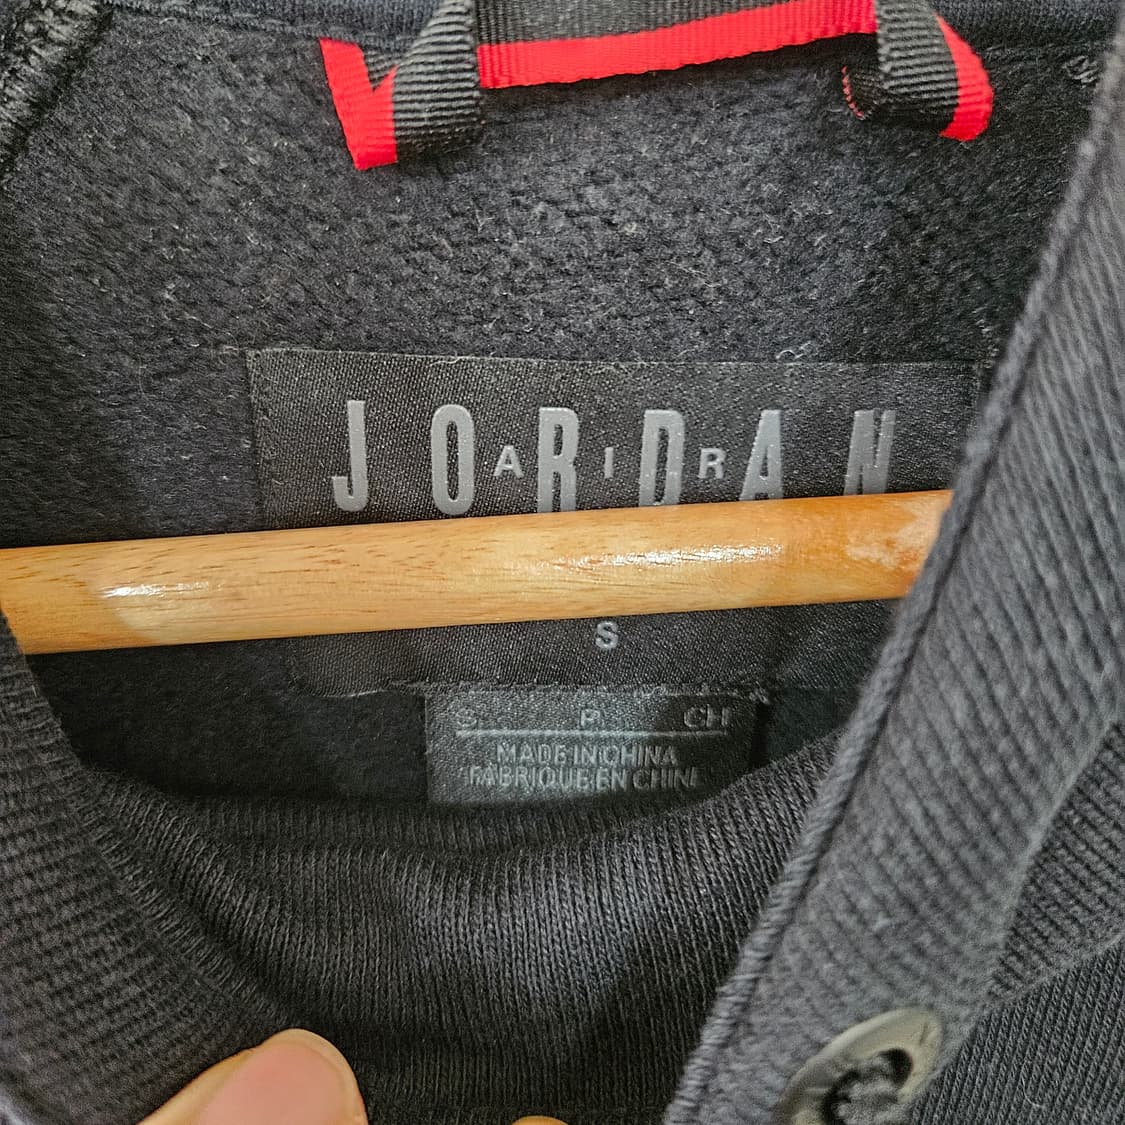 JORDAN
AIR
S
S P CH
MADE IN CHINA
FABRIQUE EN CHINE